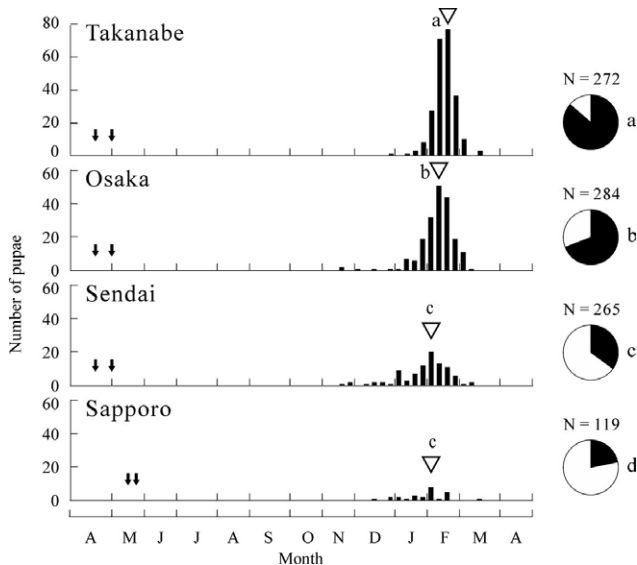 Takanabe
80
60
40
20
0
a
N = 272
a
Osaka
60
40
20
0
b
N = 284
b
Sendai
60
40
20
0
c
N = 265
c
Sapporo
60
40
20
0
c
N = 119
d
Number of pupae
A M J J A S O N D J F M A
Month